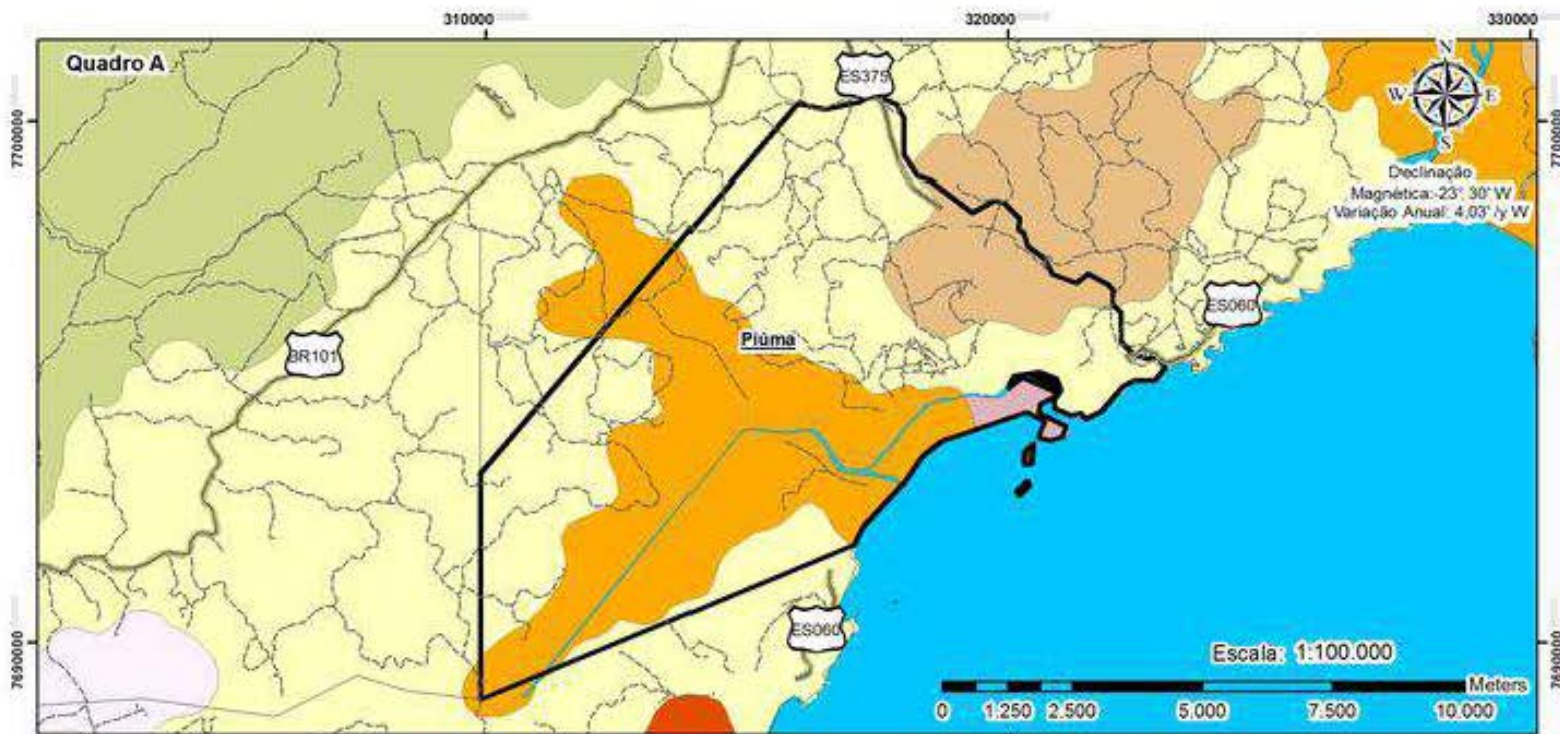 310000 320000 330000
Quadro A
ES375
N
W E
S
7700000 7700000
Declinação
Magnética:-23° 30' W
Variação Anual: 4,03' /y W
ES060
BR101
Piúma
ES060
7690000 7690000
Escala: 1:100.000
Meters
0 1.250 2.500 5.000 7.500 10.000